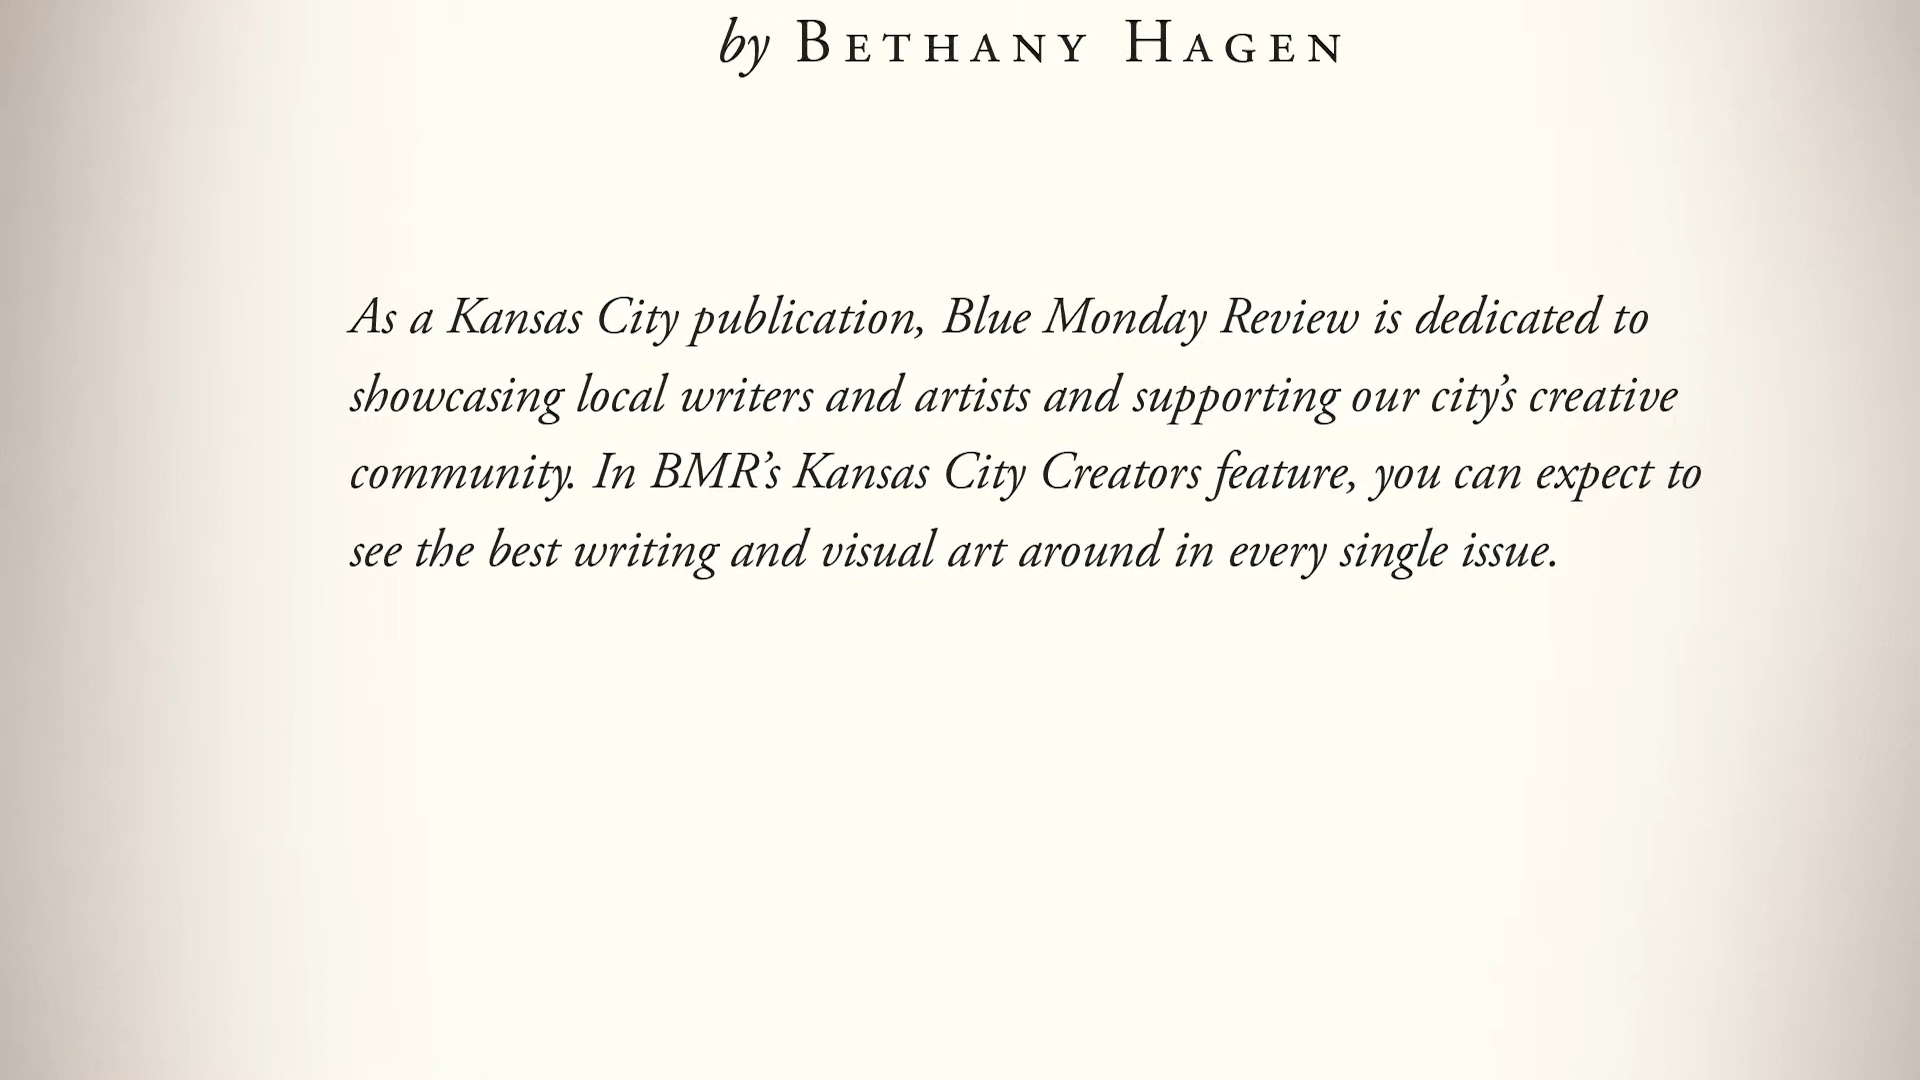 by Bethany Hagen
As a Kansas City publication, Blue Monday Review is dedicated to
showcasing local writers and artists and supporting our city’s creative
community. In BMR’s Kansas City Creators feature, you can expect to
see the best writing and visual art around in every single issue.